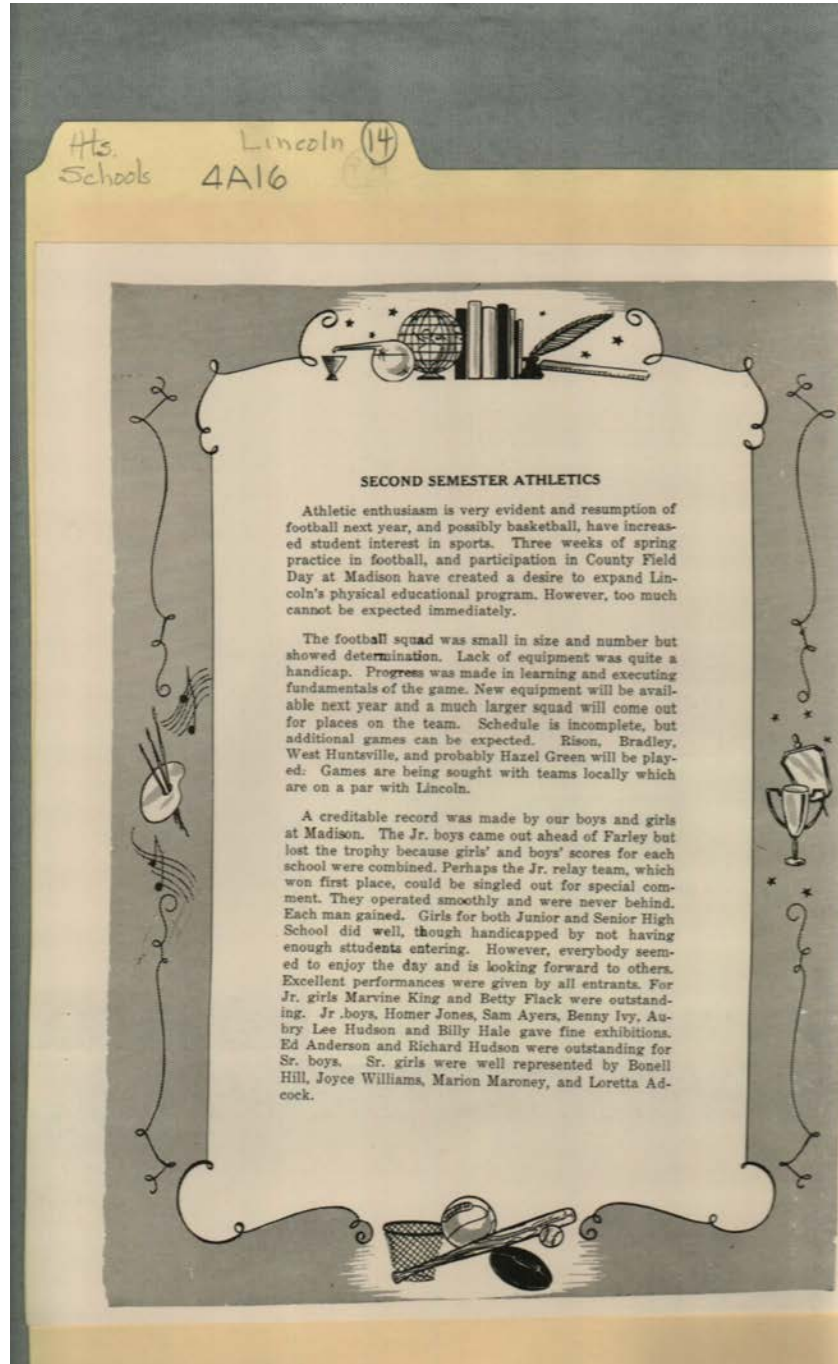 Hts. Lincoln 14
Schools 4A16
SECOND SEMESTER ATHLETICS
Athletic enthusiasm is very evident and resumption of
football next year, and possibly basketball, have increas-
ed student interest in sports. Three weeks of spring
practice in football, and participation in County Field
Day at Madison have created a desire to expand Lin-
coln's physical educational program. However, too much
cannot be expected immediately.
The football squad was small in size and number but
showed determination. Lack of equipment was quite a
handicap. Progress was made in learning and executing
fundamentals of the game. New equipment will be avail-
able next year and a much larger squad will come out
for places on the team. Schedule is incomplete, but
additional games can be expected. Rison, Bradley,
West Huntsville, and probably Hazel Green will be play-
ed. Games are being sought with teams locally which
are on a par with Lincoln.
A creditable record was made by our boys and girls
at Madison. The Jr. boys came out ahead of Farley but
lost the trophy because girls' and boys' scores for each
school were combined. Perhaps the Jr. relay team, which
won first place, could be singled out for special com-
ment. They operated smoothly and were never behind.
Each man gained. Girls for both Junior and Senior High
School did well, though handicapped by not having
enough sttudents entering. However, everybody seem-
ed to enjoy the day and is looking forward to others.
Excellent performances were given by all entrants. For
Jr. girls Marvine King and Betty Flack were outstand-
ing. Jr .boys, Homer Jones, Sam Ayers, Benny Ivy, Au-
bry Lee Hudson and Billy Hale gave fine exhibitions.
Ed Anderson and Richard Hudson were outstanding for
Sr. boys. Sr. girls were well represented by Bonell
Hill, Joyce Williams, Marion Maroney, and Loretta Ad-
cock.